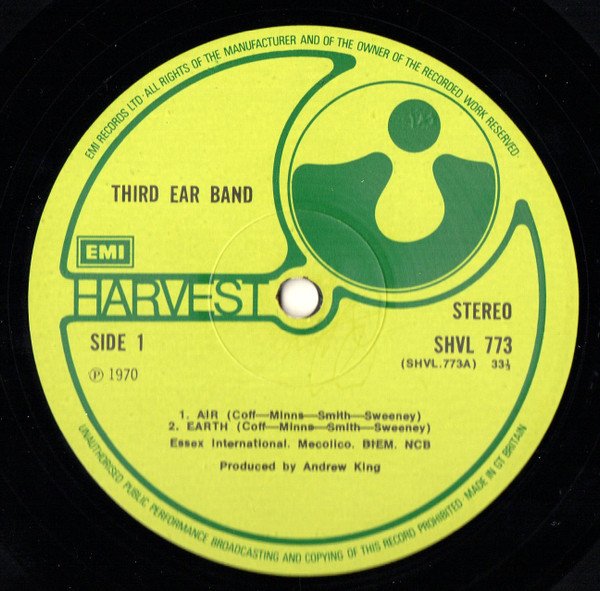 EMI RECORDS LTD · ALL RIGHTS OF THE MANUFACTURER AND OF THE OWNER OF THE RECORDED WORK RESERVED
THIRD EAR BAND
EMI
HARVEST
STEREO
SIDE 1
SHVL 773
(SHVL.773A) 33⅓
℗ 1970
1. AIR (Coff—Minns—Smith—Sweeney)
2. EARTH (Coff—Minns—Smith—Sweeney)
Essex International. Mecolico. BIEM. NCB
Produced by Andrew King
UNAUTHORISED PUBLIC PERFORMANCE BROADCASTING AND COPYING OF THIS RECORD PROHIBITED MADE IN GT BRITAIN